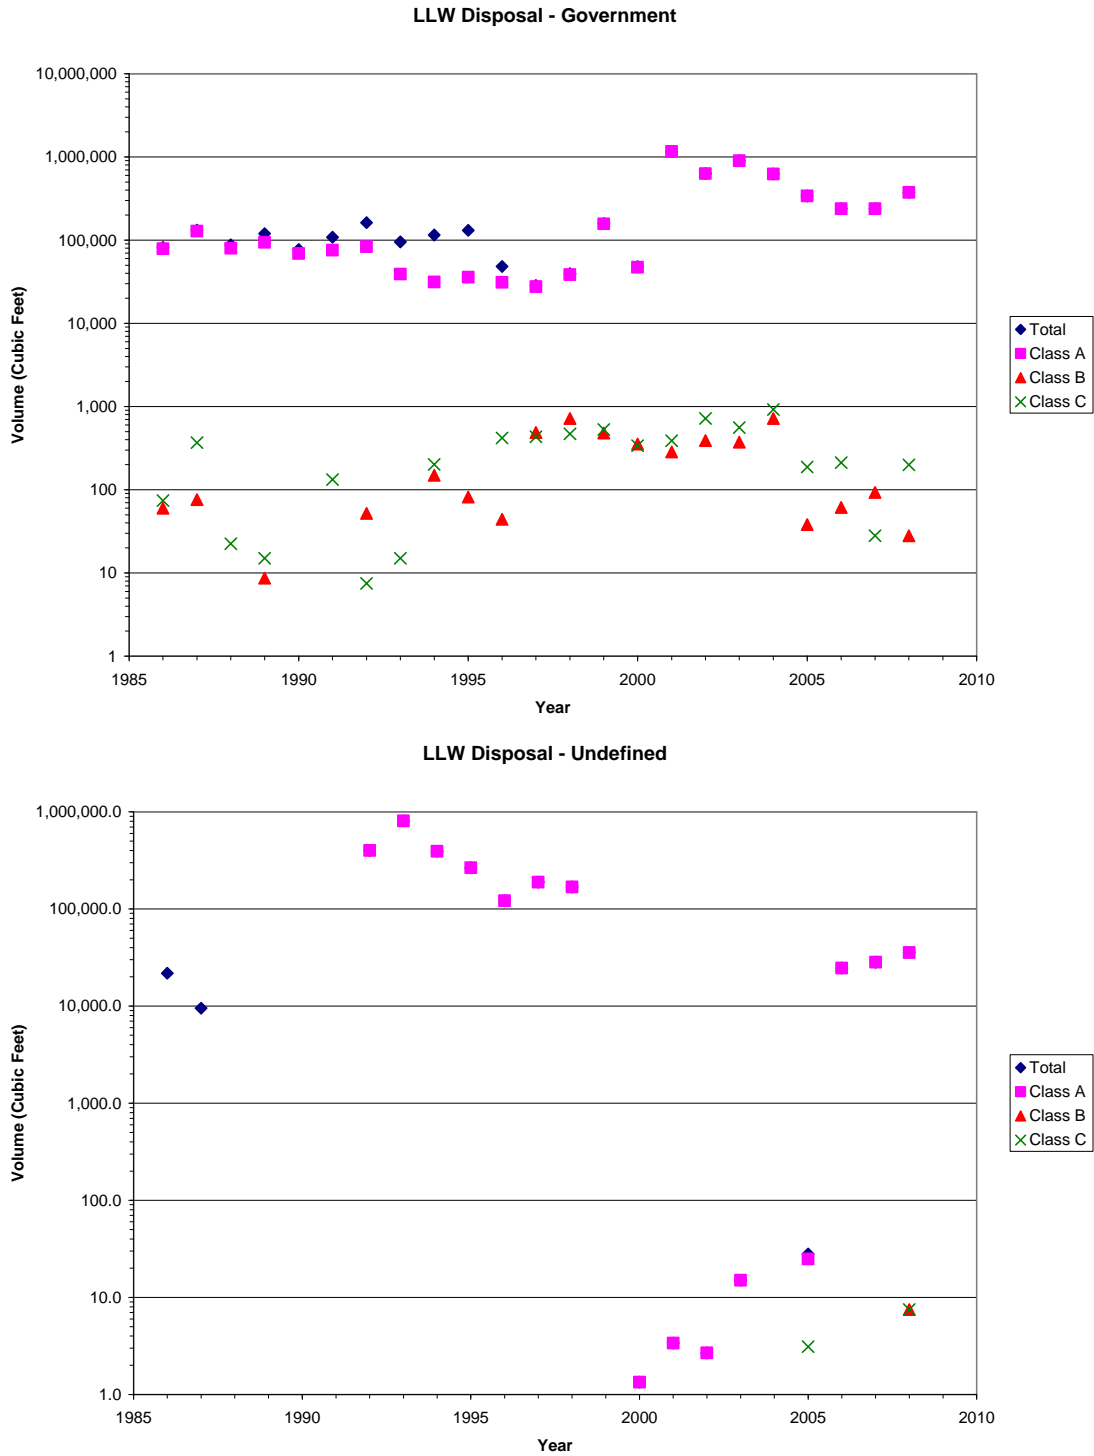 LLW Disposal - Government
10,000,000
1,000,000
100,000
10,000
1,000
100
10
1
Volume (Cubic Feet)
1985 1990 1995 2000 2005 2010
Year
Total
Class A
Class B
Class C
LLW Disposal - Undefined
1,000,000.0
100,000.0
10,000.0
1,000.0
100.0
10.0
1.0
Volume (Cubic Feet)
1985 1990 1995 2000 2005 2010
Year
Total
Class A
Class B
Class C